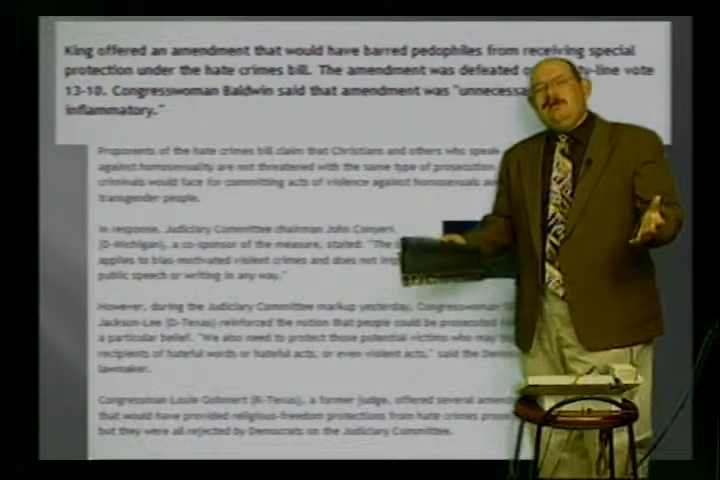 King offered an amendment that would have barred pedophiles from receiving special
protection under the hate crimes bill. The amendment was defeated vote
13-10. Congresswoman Baldwin said that amendment was
inflammatory."
Proponents of the hate crimes bill claim that Christians and others who speak
against homosexuality are not threatened with the same type of prosecution
criminals would face for committing acts of violence against homosexuals
transgender people.
In response, Judiciary Committee chairman John Conyers
(D-Michigan), a co-sponsor of the measure, stated: "The
applies to bias-motivated violent crimes and does not
public speech or writing in any way."
However, during the Judiciary Committee markup yesterday, Congresswoman
Jackson-Lee (D-Texas) reinforced the notion that people could be prosecuted
a particular belief. "We also need to protect those potential victims who may
recipients of hateful words or hateful acts, or even violent acts," said the
lawmaker.
Congressman Louie Gohmert (R-Texas), a former judge, offered several
that would have provided religious-freedom protections from hate crimes
but they were all rejected by Democrats on the Judiciary Committee.